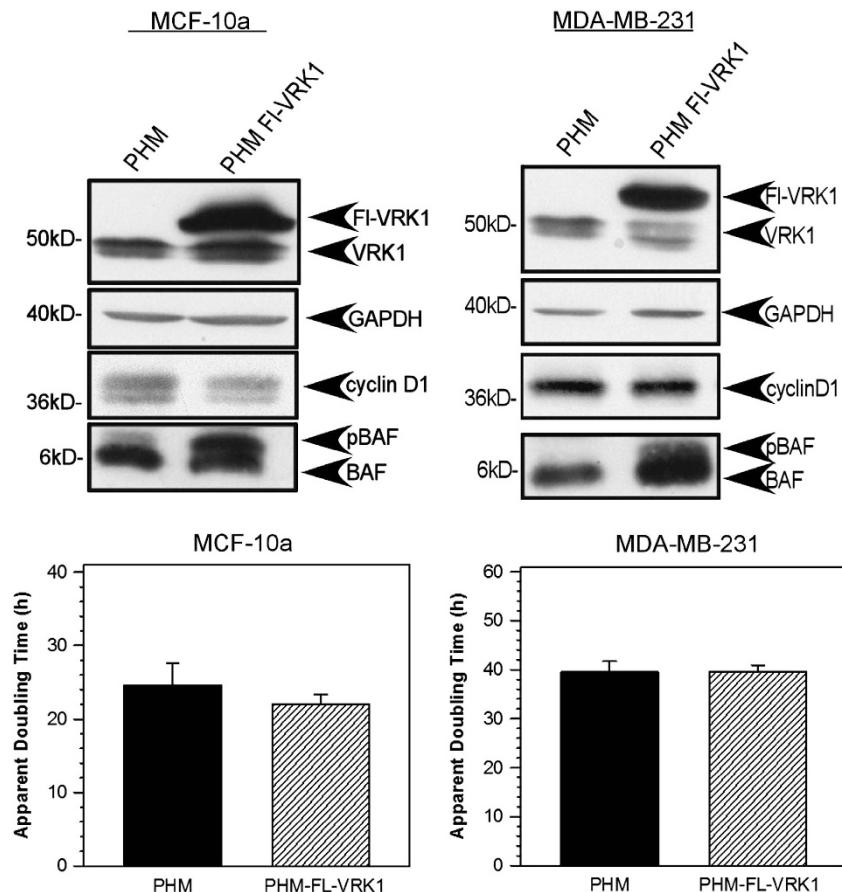 MCF-10a
PHM
PHM Fl-VRK1
50kD-
Fl-VRK1
VRK1
40kD-
GAPDH
36kD-
cyclin D1
6kD-
pBAF
BAF
MDA-MB-231
PHM
PHM Fl-VRK1
50kD-
Fl-VRK1
VRK1
40kD-
GAPDH
36kD-
cyclinD1
6kD-
pBAF
BAF
MCF-10a
Apparent Doubling Time (h)
40
30
20
10
0
PHM
PHM-FL-VRK1
MDA-MB-231
Apparent Doubling Time (h)
60
50
40
30
20
10
0
PHM
PHM-FL-VRK1